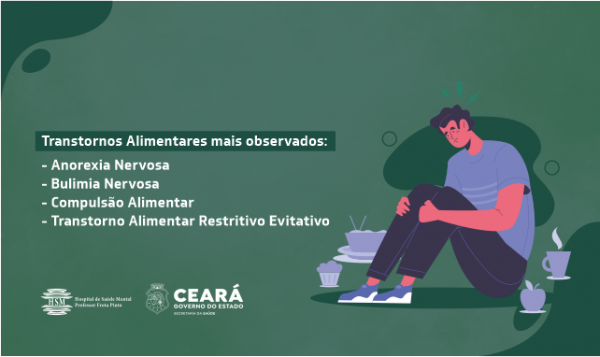 Transtornos Alimentares mais observados:
- Anorexia Nervosa
- Bulimia Nervosa
- Compulsão Alimentar
- Transtorno Alimentar Restritivo Evitativo
HSM
Hospital de Saúde Mental
Professor Frota Pinto
CEARÁ
GOVERNO DO ESTADO
SECRETARIA DA SAÚDE